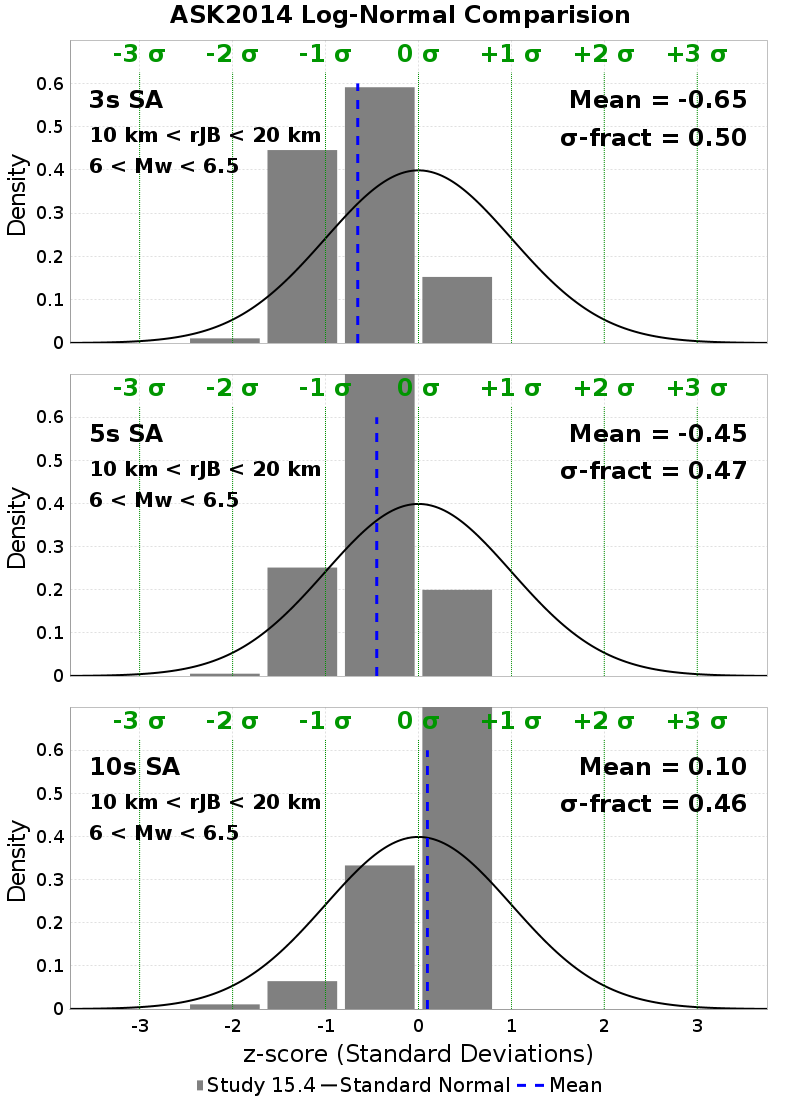 ASK2014 Log-Normal Comparision
-3 σ -2 σ -1 σ 0 σ +1 σ +2 σ +3 σ
0.6
0.5
0.4
0.3
0.2
0.1
0
Density
3s SA
10 km < rJB < 20 km
6 < Mw < 6.5
Mean = -0.65
σ-fract = 0.50
-3 σ -2 σ -1 σ 0 σ +1 σ +2 σ +3 σ
0.6
0.5
0.4
0.3
0.2
0.1
0
Density
5s SA
10 km < rJB < 20 km
6 < Mw < 6.5
Mean = -0.45
σ-fract = 0.47
-3 σ -2 σ -1 σ 0 σ +1 σ +2 σ +3 σ
0.6
0.5
0.4
0.3
0.2
0.1
0
Density
10s SA
10 km < rJB < 20 km
6 < Mw < 6.5
Mean = 0.10
σ-fract = 0.46
-3 -2 -1 0 1 2 3
z-score (Standard Deviations)
Study 15.4 Standard Normal Mean